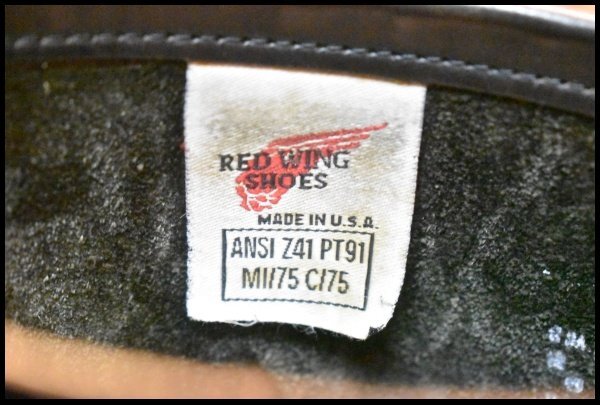 RED WING
SHOES
MADE IN U.S.A.
ANSI Z41 PT91
MI/75 C/75